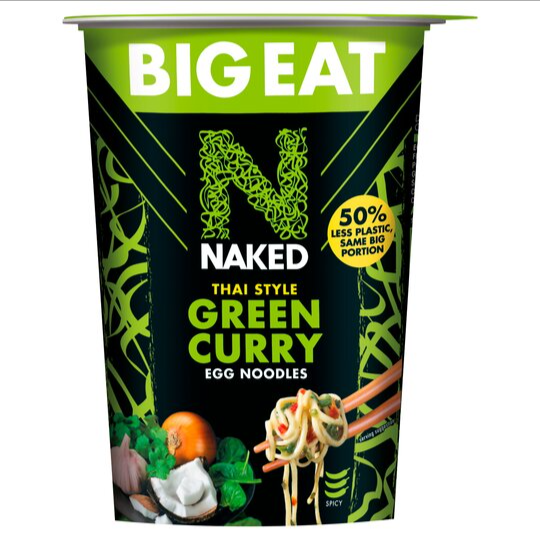 BIG EAT
N
NAKED
50%
LESS PLASTIC,
SAME BIG
PORTION
THAI STYLE
GREEN
CURRY
EGG NOODLES
SPICY